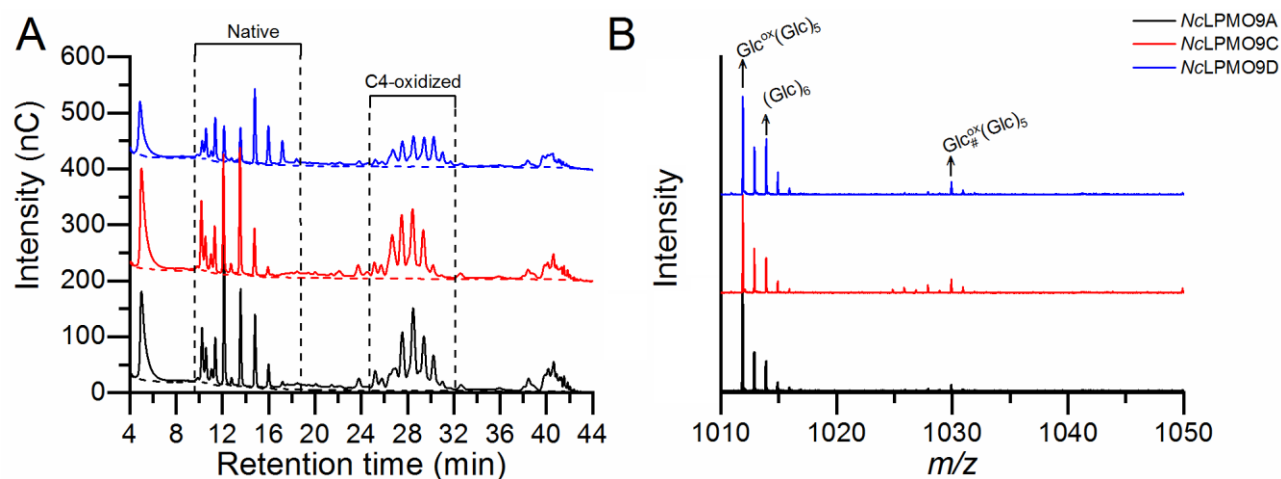 A
Native
C4-oxidized
600
500
400
300
200
100
0
Intensity (nC)
4 8 12 16 20 24 28 32 36 40 44
Retention time (min)
B
Glc^ox(Glc)₅
(Glc)₆
Glc#^ox(Glc)₅
NcLPMO9A
NcLPMO9C
NcLPMO9D
Intensity
1010 1020 1030 1040 1050
m/z